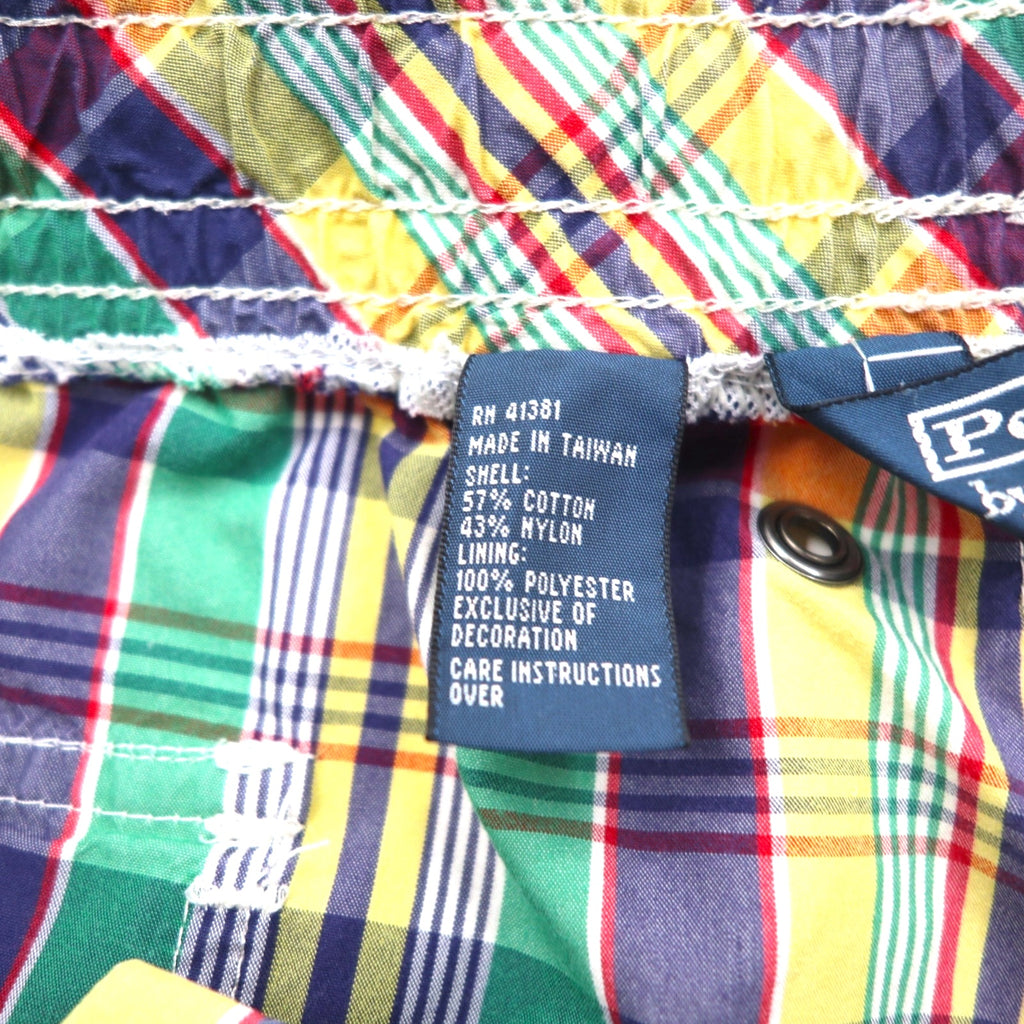 RN 41381
MADE IN TAIWAN
SHELL:
57% COTTON
43% NYLON
LINING:
100% POLYESTER
EXCLUSIVE OF
DECORATION
CARE INSTRUCTIONS
OVER